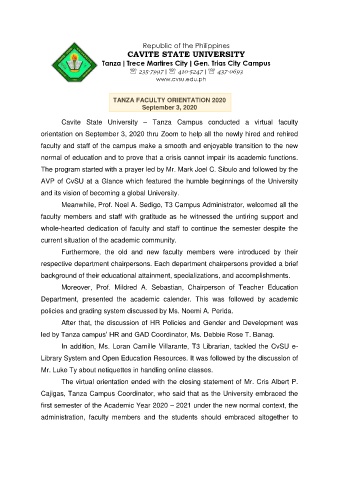 Republic of the Philippines
CAVITE STATE UNIVERSITY
Tanza | Trece Martires City | Gen. Trias City Campus
☏ 235-7997 | ☏ 410-5247 | ☏ 437-0693
www.cvsu.edu.ph
TANZA FACULTY ORIENTATION 2020
September 3, 2020
Cavite State University – Tanza Campus conducted a virtual faculty
orientation on September 3, 2020 thru Zoom to help all the newly hired and rehired
faculty and staff of the campus make a smooth and enjoyable transition to the new
normal of education and to prove that a crisis cannot impair its academic functions.
The program started with a prayer led by Mr. Mark Joel C. Sibulo and followed by the
AVP of CvSU at a Glance which featured the humble beginnings of the University
and its vision of becoming a global University.
Meanwhile, Prof. Noel A. Sedigo, T3 Campus Administrator, welcomed all the
faculty members and staff with gratitude as he witnessed the untiring support and
whole-hearted dedication of faculty and staff to continue the semester despite the
current situation of the academic community.
Furthermore, the old and new faculty members were introduced by their
respective department chairpersons. Each department chairpersons provided a brief
background of their educational attainment, specializations, and accomplishments.
Moreover, Prof. Mildred A. Sebastian, Chairperson of Teacher Education
Department, presented the academic calender. This was followed by academic
policies and grading system discussed by Ms. Noemi A. Perida.
After that, the discussion of HR Policies and Gender and Development was
led by Tanza campus' HR and GAD Coordinator, Ms. Debbie Rose T. Banag.
In addition, Ms. Loran Camille Villarante, T3 Librarian, tackled the CvSU e-
Library System and Open Education Resources. It was followed by the discussion of
Mr. Luke Ty about netiquettes in handling online classes.
The virtual orientation ended with the closing statement of Mr. Cris Albert P.
Cajigas, Tanza Campus Coordinator, who said that as the University embraced the
first semester of the Academic Year 2020 – 2021 under the new normal context, the
administration, faculty members and the students should embraced altogether to